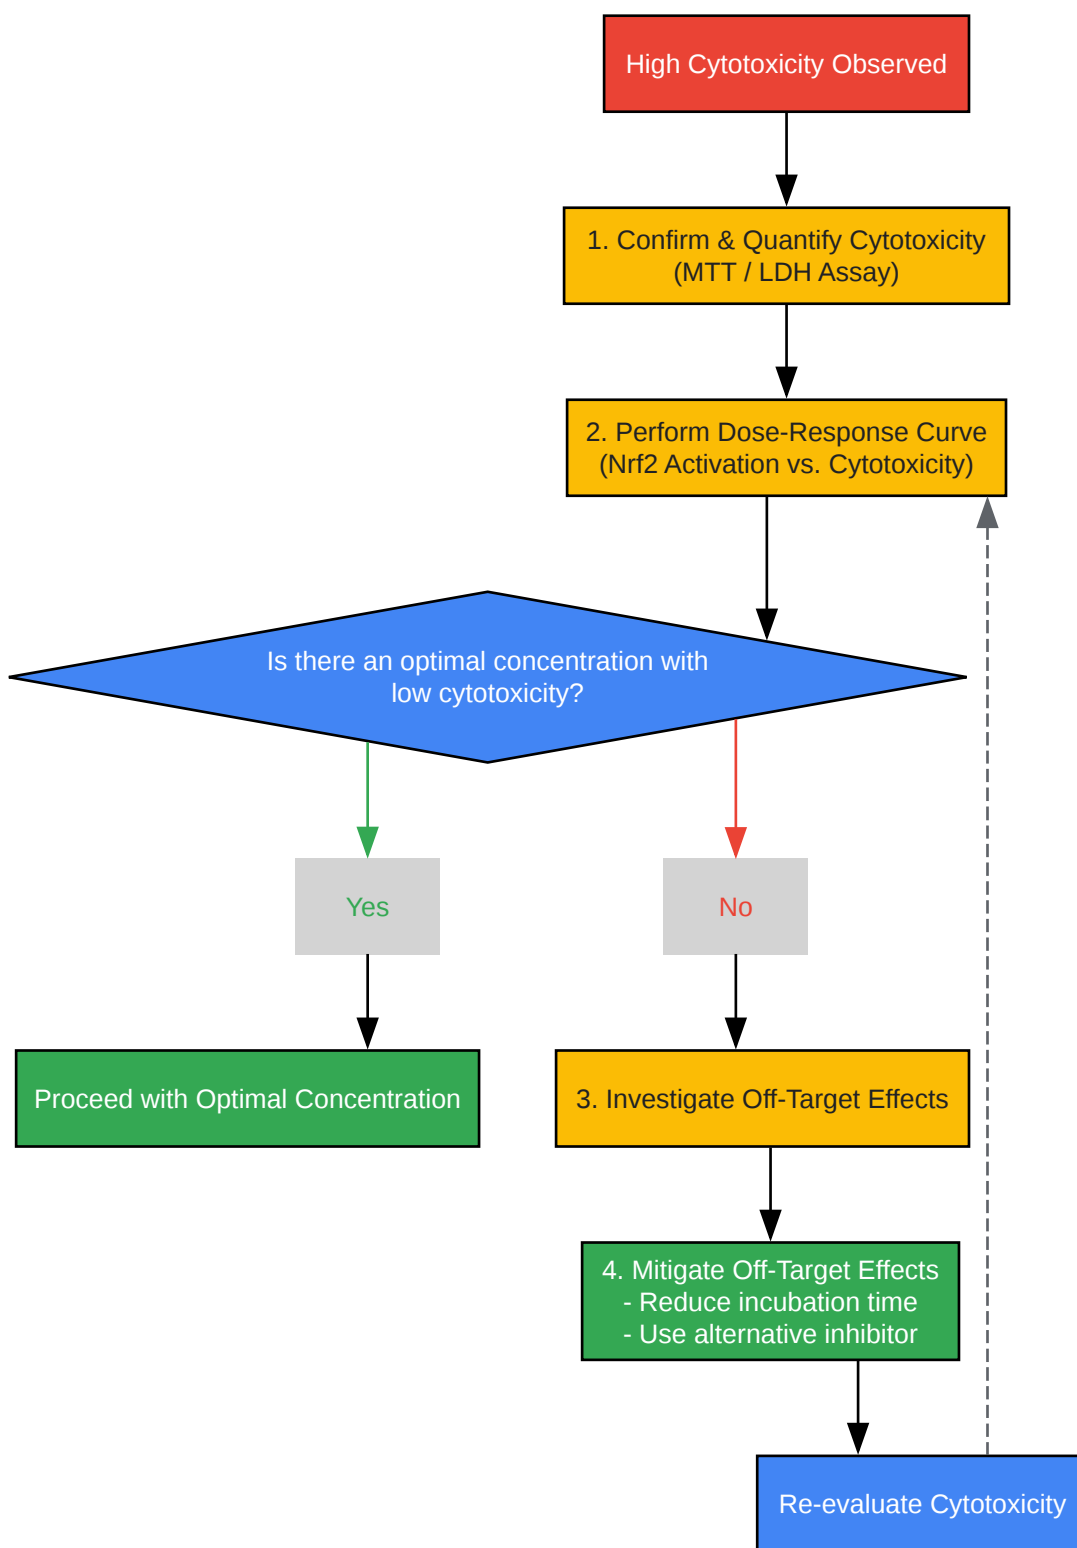 High Cytotoxicity Observed
1. Confirm & Quantify Cytotoxicity
(MTT / LDH Assay)
2. Perform Dose-Response Curve
(Nrf2 Activation vs. Cytotoxicity)
Is there an optimal concentration with
low cytotoxicity?
Yes
No
Proceed with Optimal Concentration
3. Investigate Off-Target Effects
4. Mitigate Off-Target Effects
- Reduce incubation time
- Use alternative inhibitor
Re-evaluate Cytotoxicity